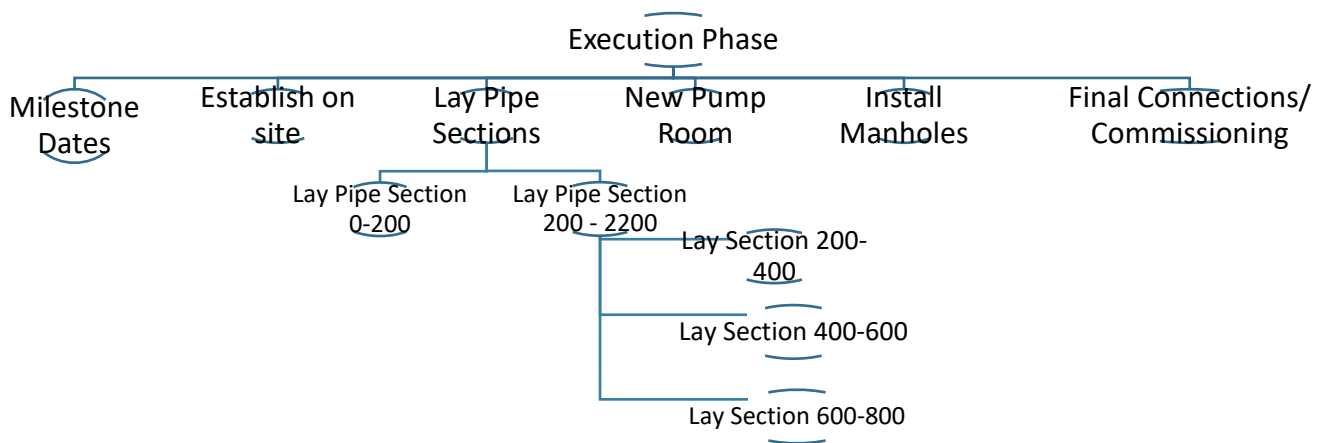 Execution Phase
Milestone
Dates
Establish on
site
Lay Pipe
Sections
New Pump
Room
Install
Manholes
Final Connections/
Commissioning
Lay Pipe Section
0-200
Lay Pipe Section
200 - 2200
Lay Section 200-
400
Lay Section 400-600
Lay Section 600-800